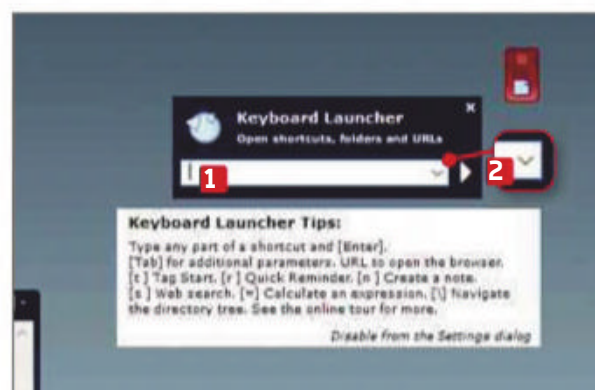 Keyboard Launcher
Open shortcuts, folders and URLs
1
2
Keyboard Launcher Tips:
Type any part of a shortcut and [Enter].
[Tab] for additional parameters. URL to open the browser.
[t ] Tag Start. [r ] Quick Reminder. [n ] Create a note.
[s ] Web search. [=] Calculate an expression. [\] Navigate
the directory tree. See the online tour for more.
Disable from the Settings dialog